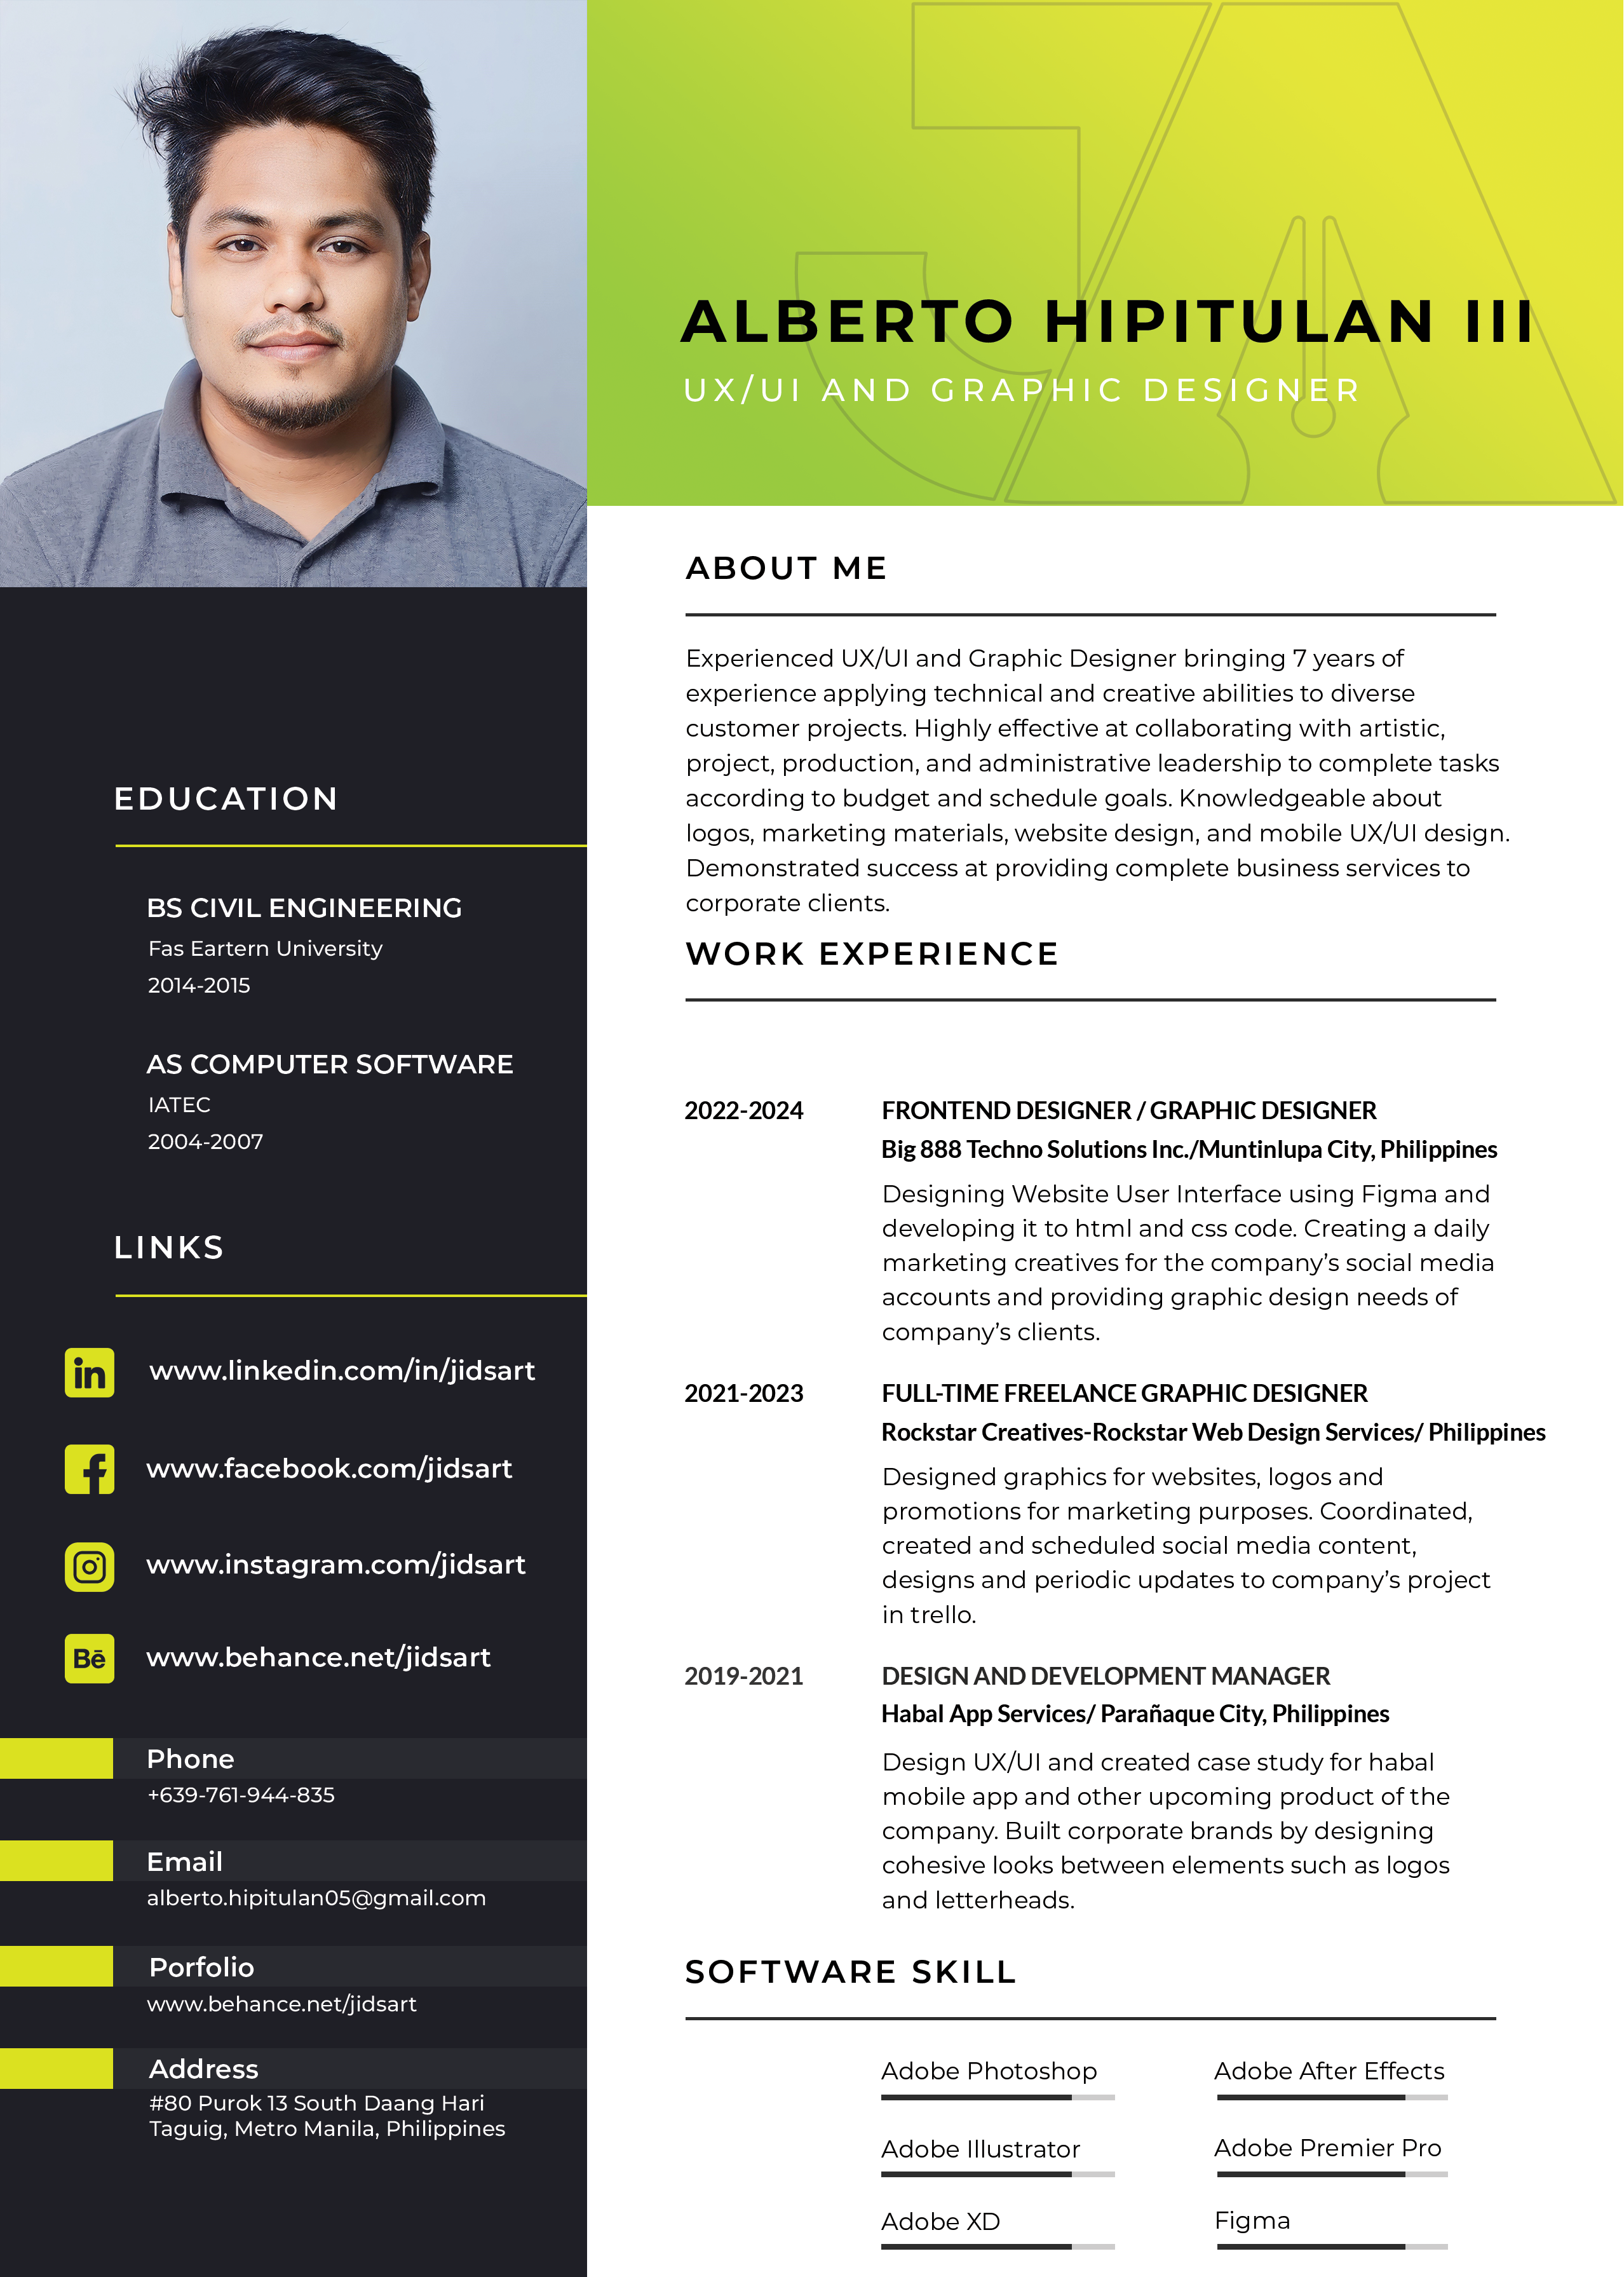 ALBERTO HIPITULAN III
UX/UI AND GRAPHIC DESIGNER
EDUCATION
BS CIVIL ENGINEERING
Fas Eartern University
2014-2015
AS COMPUTER SOFTWARE
IATEC
2004-2007
LINKS
in www.linkedin.com/in/jidsart
www.facebook.com/jidsart
www.instagram.com/jidsart
Bē www.behance.net/jidsart
Phone
+639-761-944-835
Email
alberto.hipitulan05@gmail.com
Porfolio
www.behance.net/jidsart
Address
#80 Purok 13 South Daang Hari
Taguig, Metro Manila, Philippines
ABOUT ME
Experienced UX/UI and Graphic Designer bringing 7 years of
experience applying technical and creative abilities to diverse
customer projects. Highly effective at collaborating with artistic,
project, production, and administrative leadership to complete tasks
according to budget and schedule goals. Knowledgeable about
logos, marketing materials, website design, and mobile UX/UI design.
Demonstrated success at providing complete business services to
corporate clients.
WORK EXPERIENCE
2022-2024 FRONTEND DESIGNER / GRAPHIC DESIGNER
Big 888 Techno Solutions Inc./Muntinlupa City, Philippines
Designing Website User Interface using Figma and
developing it to html and css code. Creating a daily
marketing creatives for the company’s social media
accounts and providing graphic design needs of
company’s clients.
2021-2023 FULL-TIME FREELANCE GRAPHIC DESIGNER
Rockstar Creatives-Rockstar Web Design Services/ Philippines
Designed graphics for websites, logos and
promotions for marketing purposes. Coordinated,
created and scheduled social media content,
designs and periodic updates to company’s project
in trello.
2019-2021 DESIGN AND DEVELOPMENT MANAGER
Habal App Services/ Parañaque City, Philippines
Design UX/UI and created case study for habal
mobile app and other upcoming product of the
company. Built corporate brands by designing
cohesive looks between elements such as logos
and letterheads.
SOFTWARE SKILL
Adobe Photoshop Adobe After Effects
Adobe Illustrator Adobe Premier Pro
Adobe XD Figma